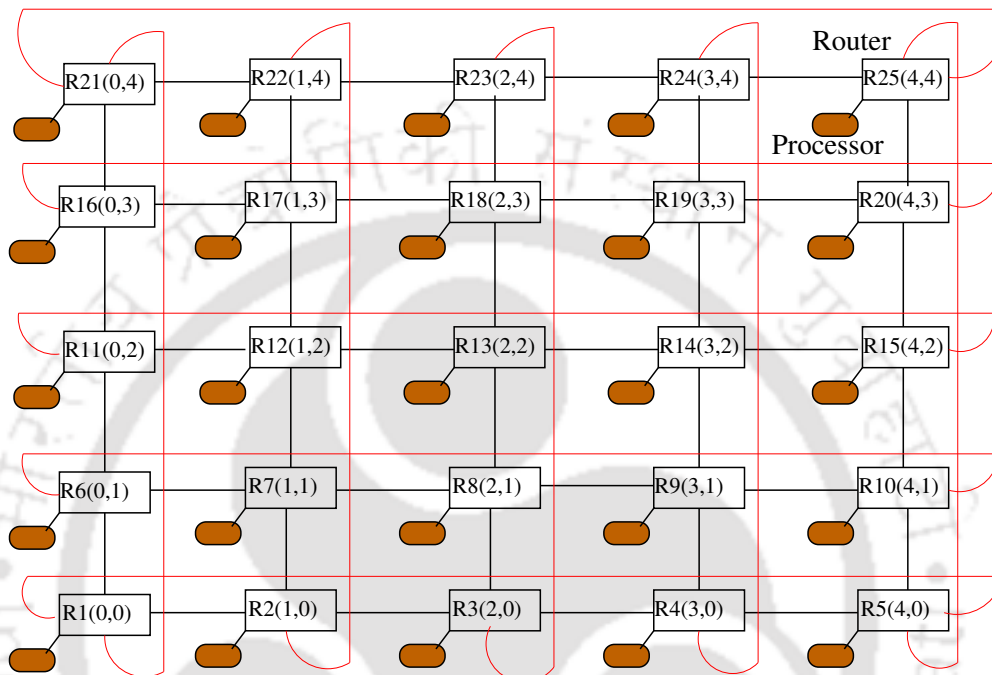 Router
R21(0,4) R22(1,4) R23(2,4) R24(3,4) R25(4,4)
Processor
R16(0,3) R17(1,3) R18(2,3) R19(3,3) R20(4,3)
R11(0,2) R12(1,2) R13(2,2) R14(3,2) R15(4,2)
R6(0,1) R7(1,1) R8(2,1) R9(3,1) R10(4,1)
R1(0,0) R2(1,0) R3(2,0) R4(3,0) R5(4,0)